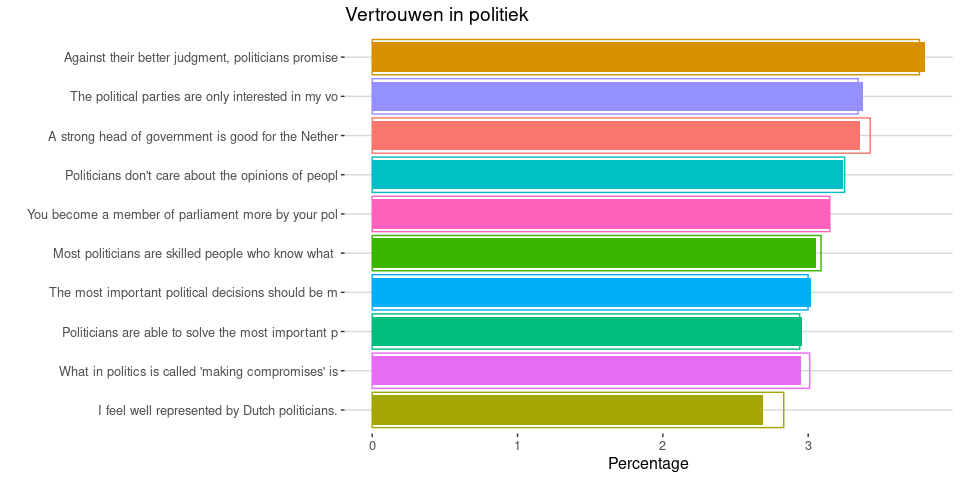 Vertrouwen in politiek
Against their better judgment, politicians promise
The political parties are only interested in my vo
A strong head of government is good for the Nether
Politicians don't care about the opinions of peopl
You become a member of parliament more by your pol
Most politicians are skilled people who know what
The most important political decisions should be m
Politicians are able to solve the most important p
What in politics is called 'making compromises' is
I feel well represented by Dutch politicians.
0 1 2 3
Percentage